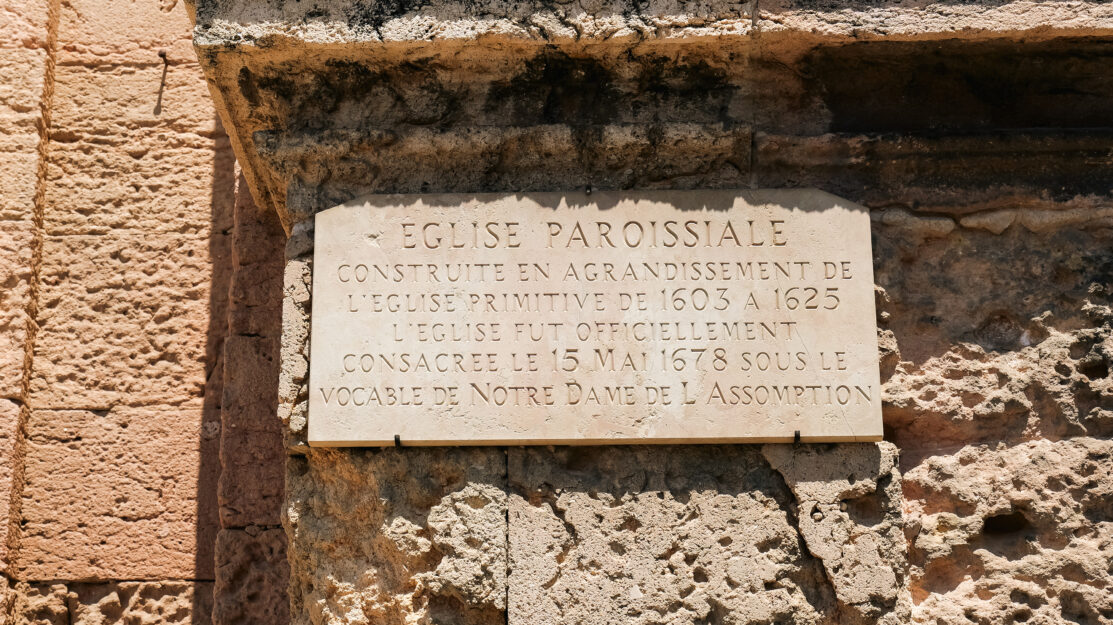 EGLISE PAROISSIALE
CONSTRUITE EN AGRANDISSEMENT DE
L'EGLISE PRIMITIVE DE 1603 A 1625
L'EGLISE FUT OFFICIELLEMENT
CONSACREE LE 15 MAI 1678 SOUS LE
VOCABLE DE NOTRE DAME DE L'ASSOMPTION